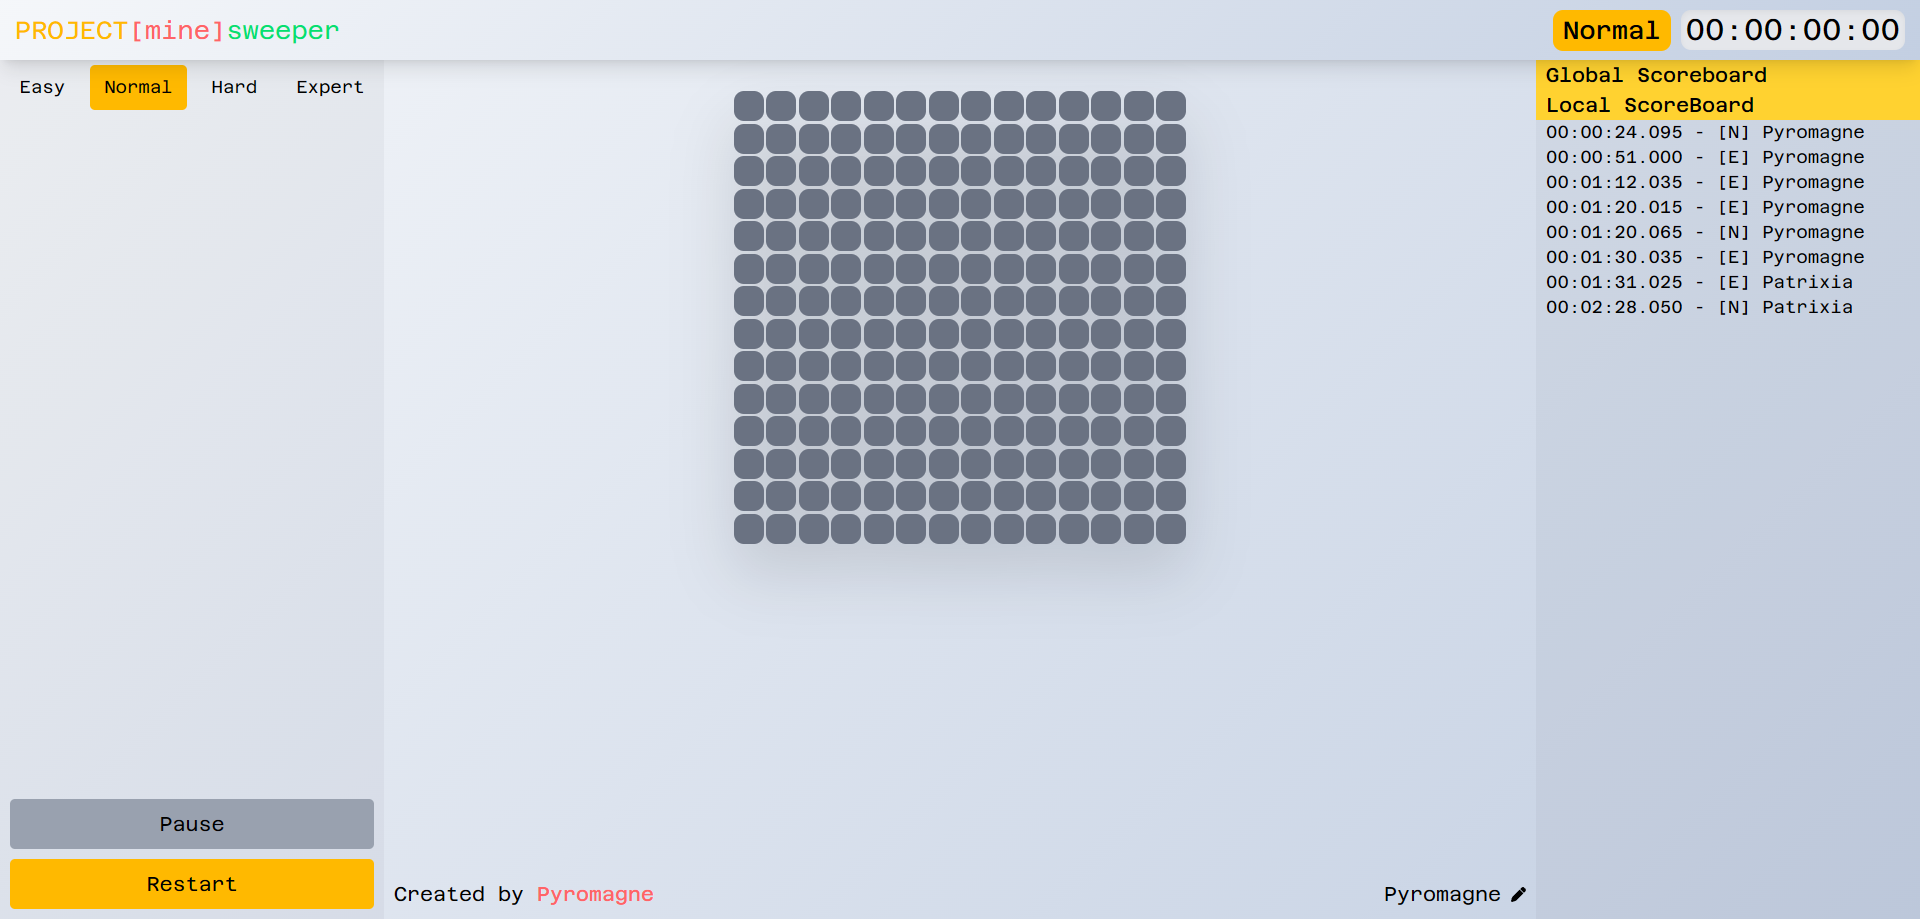 PROJECT[mine]sweeper
Normal 00:00:00:00
Easy Normal Hard Expert
Global Scoreboard
Local ScoreBoard
00:00:24.095 - [N] Pyromagne
00:00:51.000 - [E] Pyromagne
00:01:12.035 - [E] Pyromagne
00:01:20.015 - [E] Pyromagne
00:01:20.065 - [N] Pyromagne
00:01:30.035 - [E] Pyromagne
00:01:31.025 - [E] Patrixia
00:02:28.050 - [N] Patrixia
Pause
Restart
Created by Pyromagne
Pyromagne